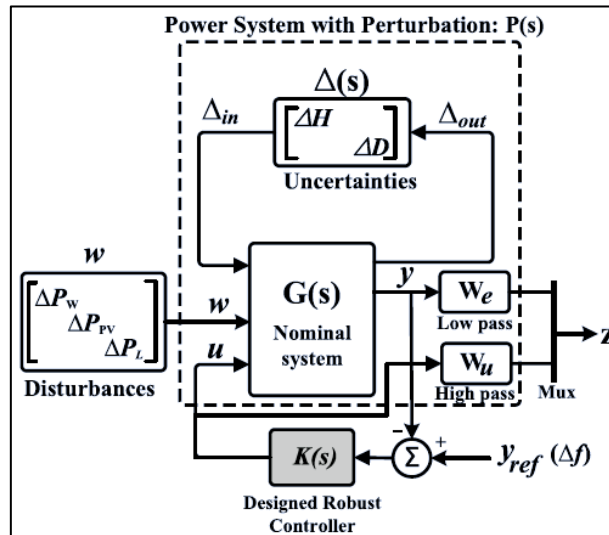 Power System with Perturbation: P(s)
Δ(s)
Δin
Δout
ΔH
ΔD
Uncertainties
w
ΔPW
ΔPPV
ΔPL
Disturbances
w
u
G(s)
Nominal
system
y
We
Low pass
Wu
High pass
Mux
z
K(s)
Designed Robust
Controller
−
Σ
+
yref (Δf)